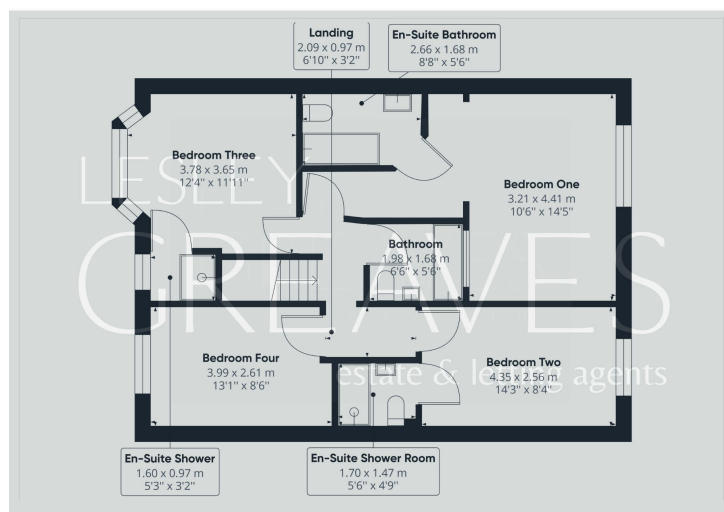 Landing
2.09 x 0.97 m
6'10" x 3'2"
En-Suite Bathroom
2.66 x 1.68 m
8'8" x 5'6"
Bedroom Three
3.78 x 3.65 m
12'4" x 11'11"
Bedroom One
3.21 x 4.41 m
10'6" x 14'5"
Bathroom
1.98 x 1.68 m
6'6" x 5'6"
LESLEY
GREAVES
estate & letting agents
Bedroom Four
3.99 x 2.61 m
13'1" x 8'6"
Bedroom Two
4.35 x 2.56 m
14'3" x 8'4"
En-Suite Shower
1.60 x 0.97 m
5'3" x 3'2"
En-Suite Shower Room
1.70 x 1.47 m
5'6" x 4'9"